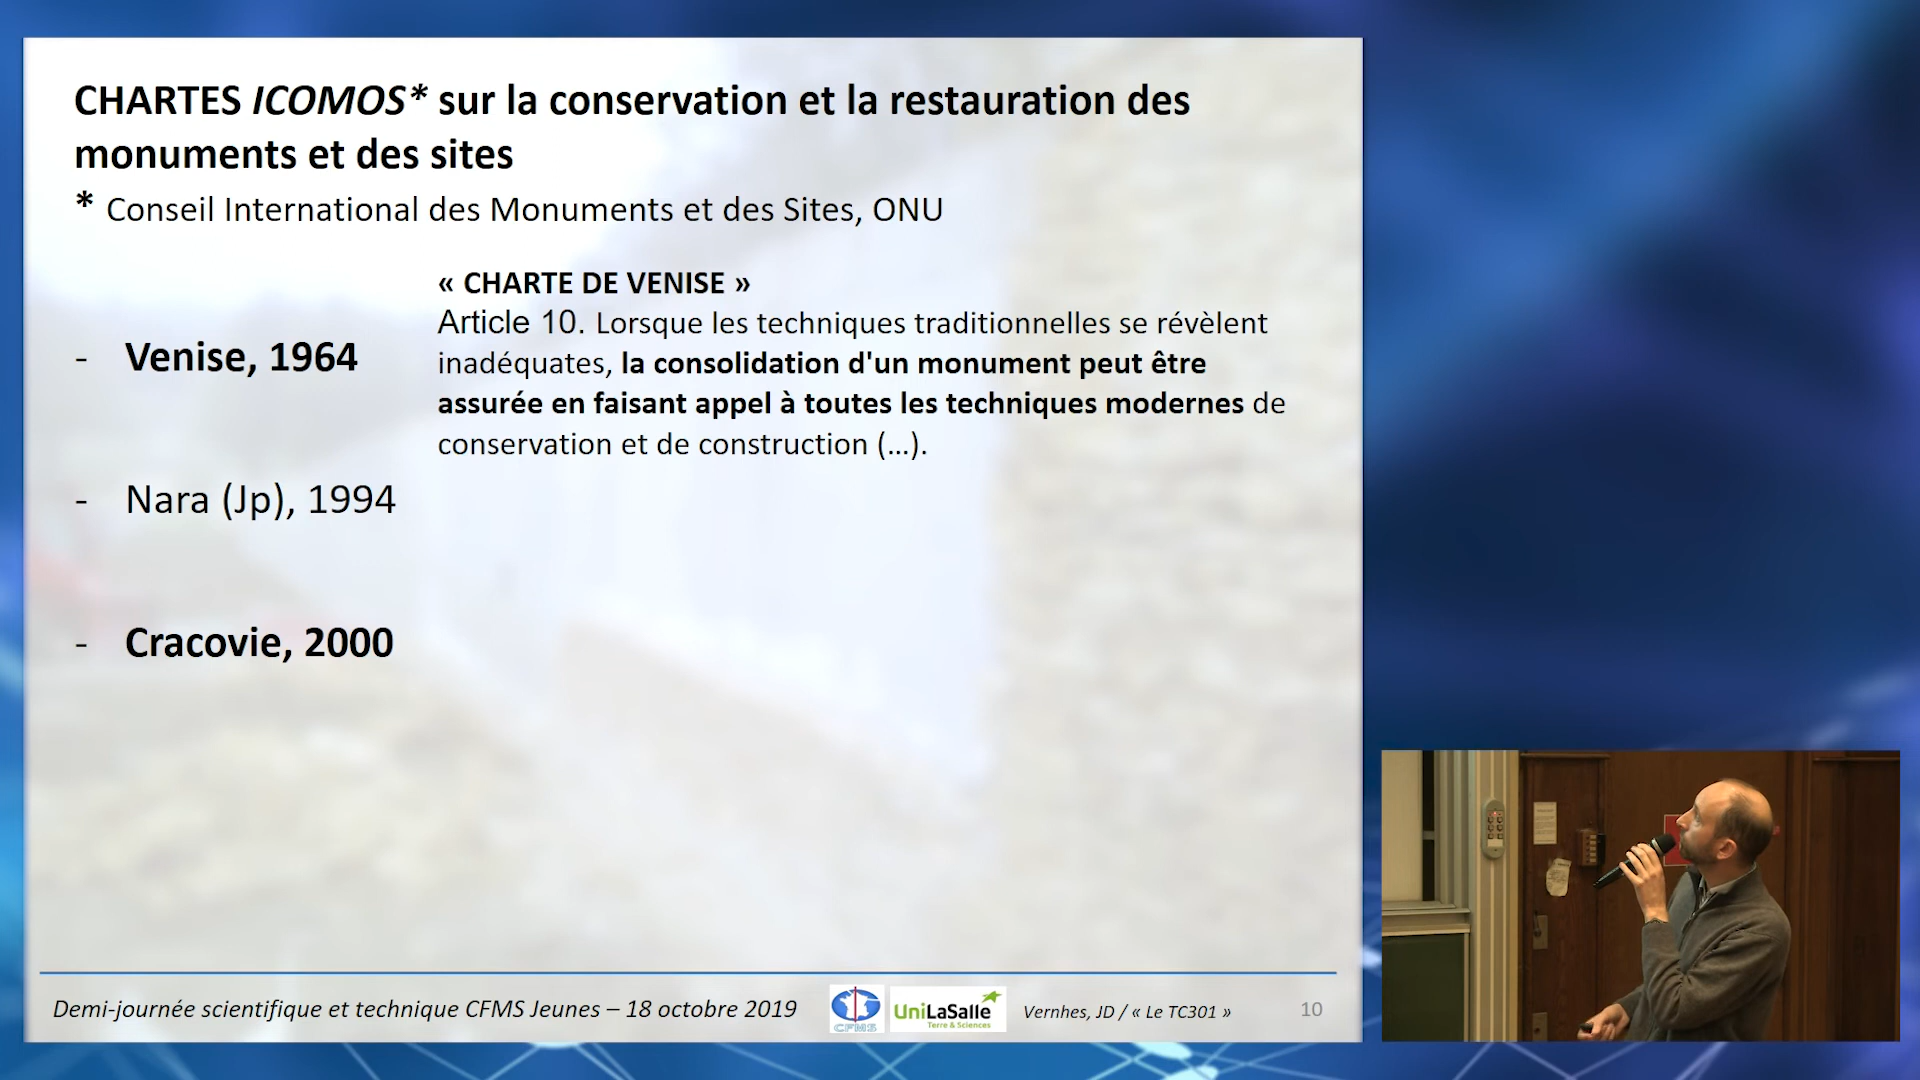 CHARTES ICOMOS* sur la conservation et la restauration des
monuments et des sites
* Conseil International des Monuments et des Sites, ONU
« CHARTE DE VENISE »
Article 10. Lorsque les techniques traditionnelles se révèlent
inadéquates, la consolidation d'un monument peut être
assurée en faisant appel à toutes les techniques modernes de
conservation et de construction (...).
- Venise, 1964
- Nara (Jp), 1994
- Cracovie, 2000
Demi-journée scientifique et technique CFMS Jeunes – 18 octobre 2019
CFMS
UniLaSalle
Terre & Sciences
Vernhes, JD / « Le TC301 »
10